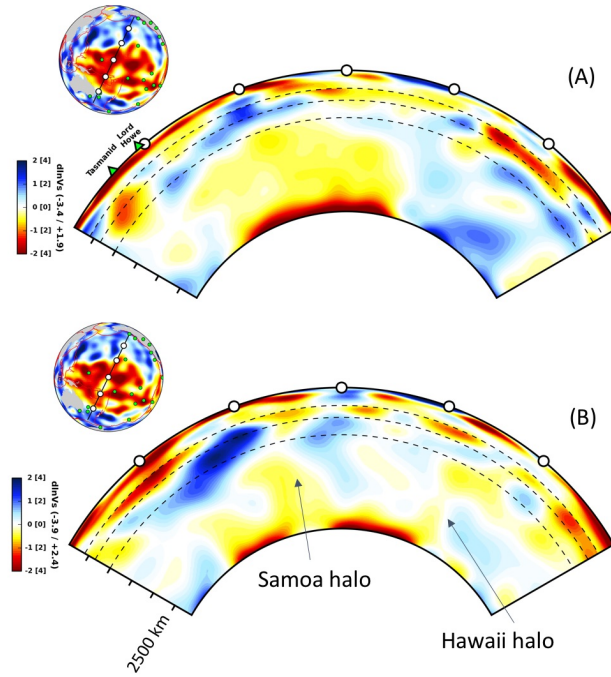 (A)
Lord
Howe
Tasmanid
2 [4]
1 [2]
0 [0]
-1 [2]
-2 [4]
dlnVs (-3.4 / +1.9)
(B)
2 [4]
1 [2]
0 [0]
-1 [2]
-2 [4]
dlnVs (-3.9 / +2.4)
Samoa halo
Hawaii halo
2500 km